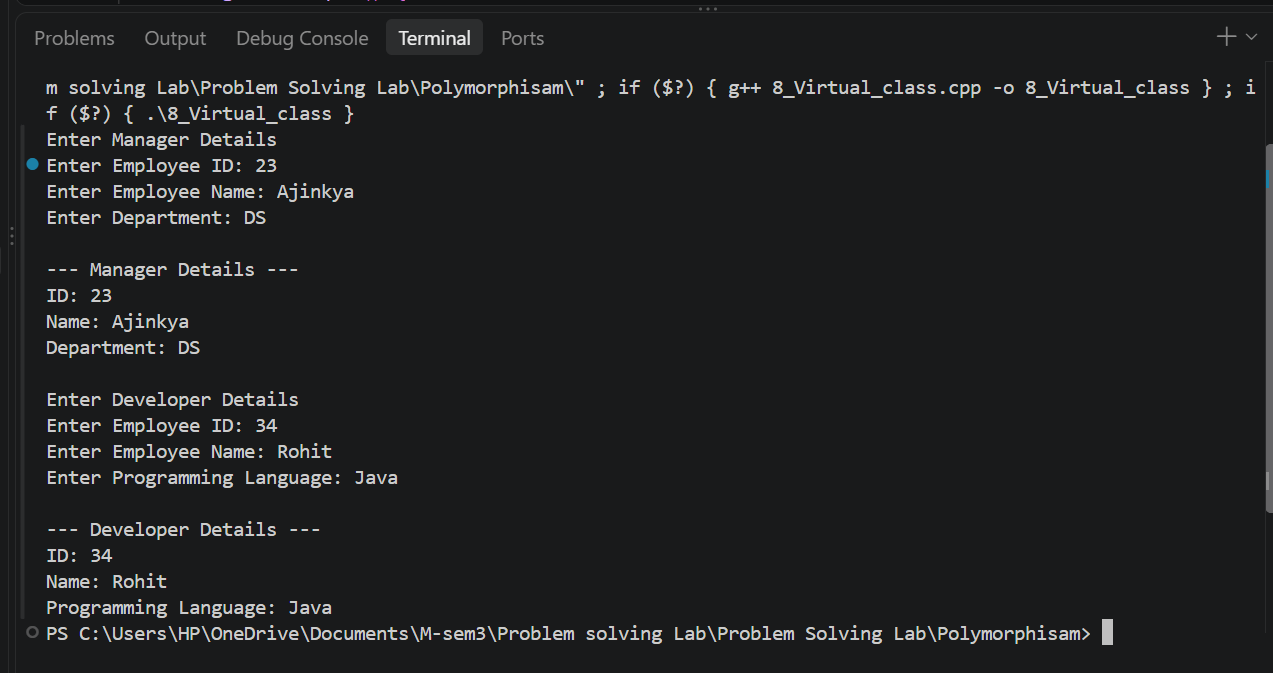 Problems Output Debug Console Terminal Ports
m solving Lab\Problem Solving Lab\Polymorphisam\" ; if ($?) { g++ 8_Virtual_class.cpp -o 8_Virtual_class } ; i
f ($?) { .\8_Virtual_class }
Enter Manager Details
Enter Employee ID: 23
Enter Employee Name: Ajinkya
Enter Department: DS

--- Manager Details ---
ID: 23
Name: Ajinkya
Department: DS

Enter Developer Details
Enter Employee ID: 34
Enter Employee Name: Rohit
Enter Programming Language: Java

--- Developer Details ---
ID: 34
Name: Rohit
Programming Language: Java
PS C:\Users\HP\OneDrive\Documents\M-sem3\Problem solving Lab\Problem Solving Lab\Polymorphisam>